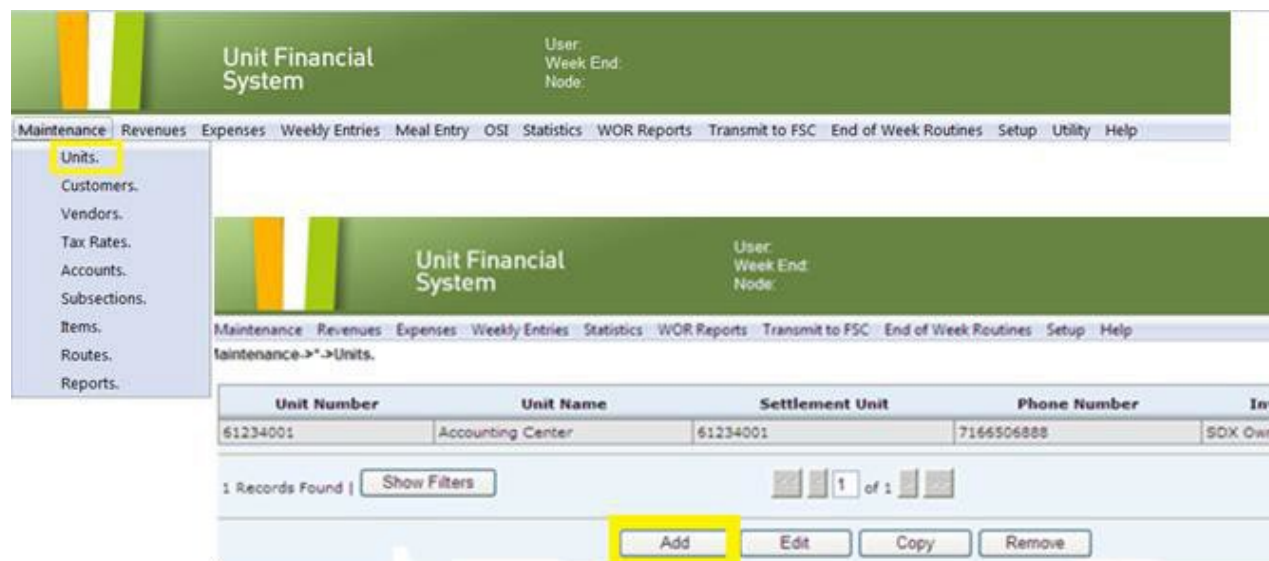 Unit Financial
System
User:
Week End:
Node:
Maintenance Revenues Expenses Weekly Entries Meal Entry OSI Statistics WOR Reports Transmit to FSC End of Week Routines Setup Utility Help
Units.
Customers.
Vendors.
Tax Rates.
Accounts.
Subsections.
Items.
Routes.
Reports.
Unit Financial
System
User:
Week End:
Node:
Maintenance Revenues Expenses Weekly Entries Statistics WOR Reports Transmit to FSC End of Week Routines Setup Help
Maintenance->*->Units.
Unit Number Unit Name Settlement Unit Phone Number
61234001 Accounting Center 61234001 7166506888 SDX
1 Records Found | Show Filters 1 of 1
Add Edit Copy Remove